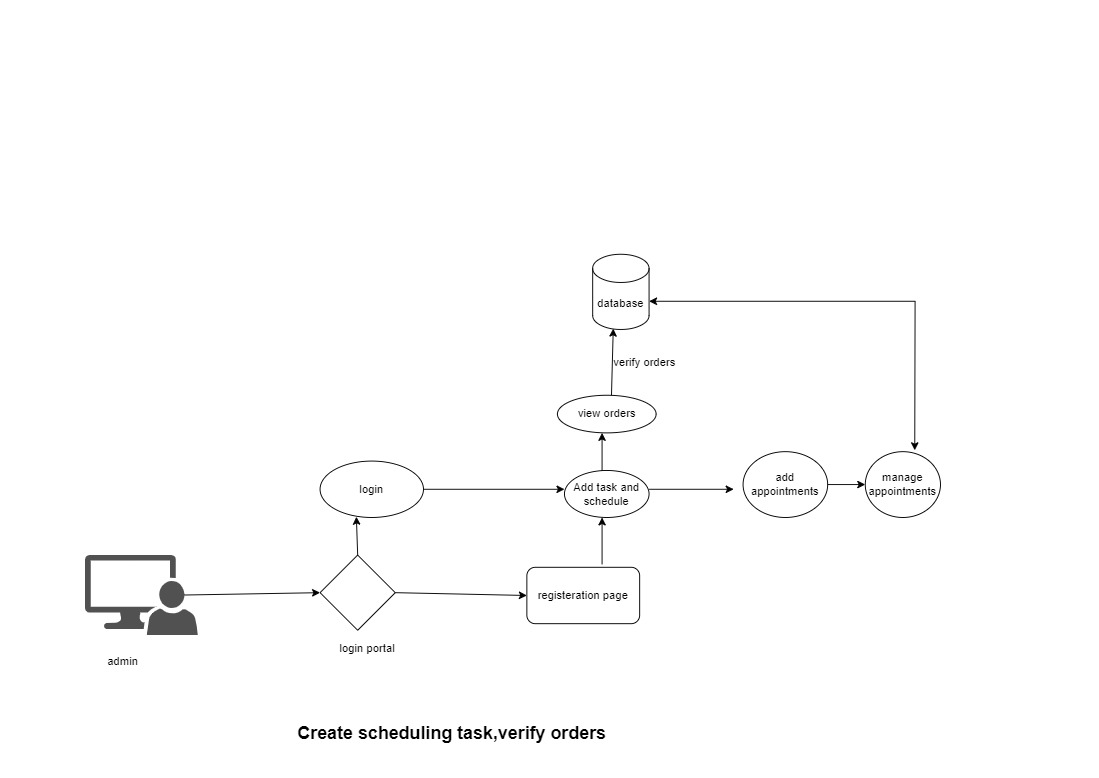 database
verify orders
view orders
login
Add task and
schedule
add
appointments
manage
appointments
registeration page
login portal
admin
Create scheduling task,verify orders